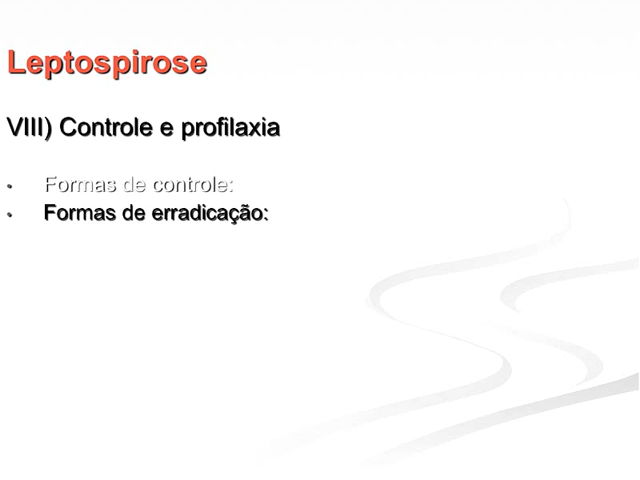 Leptospirose
VIII) Controle e profilaxia
• Formas de controle:
• Formas de erradicação: